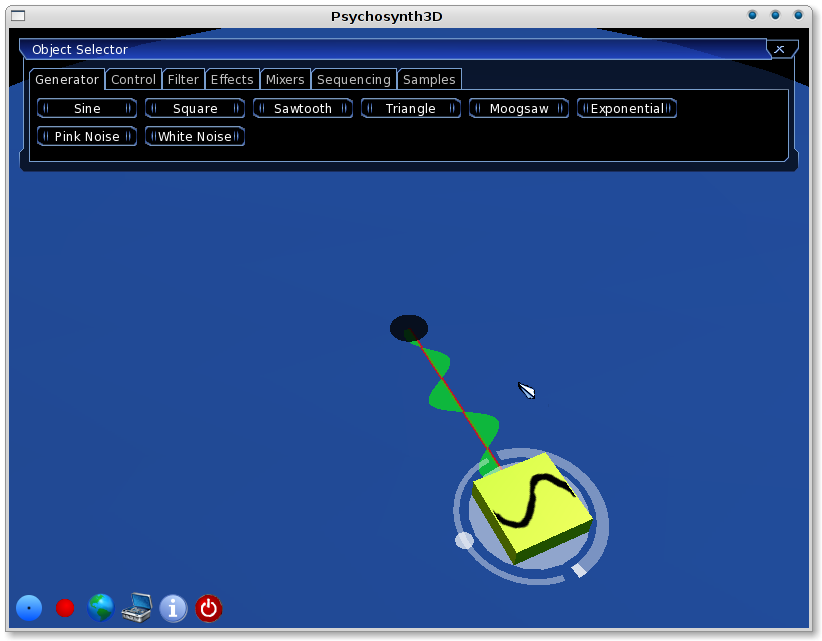 Psychosynth3D
Object Selector
Generator Control Filter Effects Mixers Sequencing Samples
Sine Square Sawtooth Triangle Moogsaw Exponential
Pink Noise White Noise